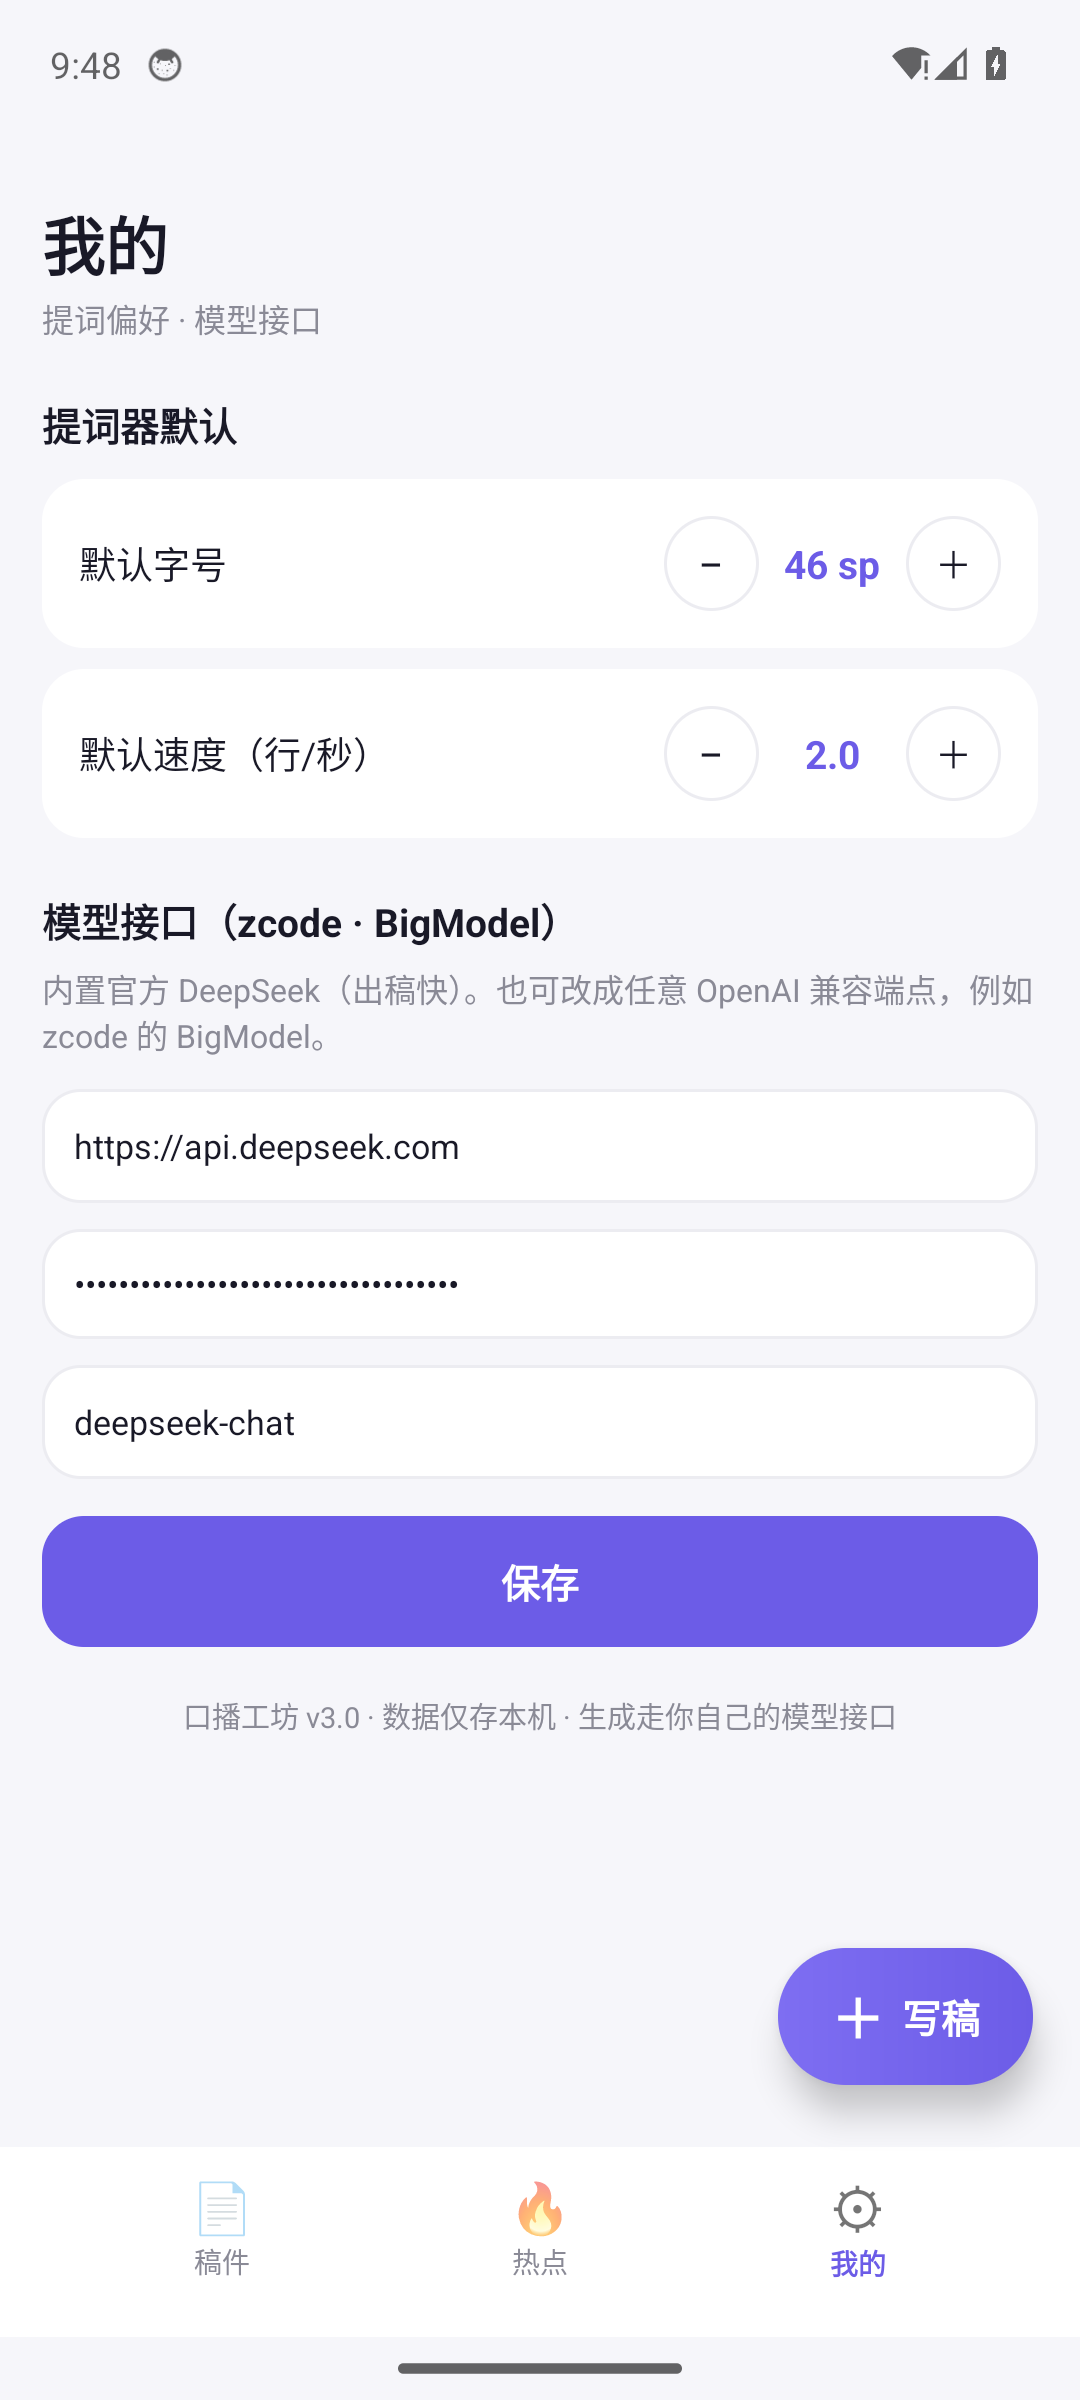 9:48
我的
提词偏好 · 模型接口
提词器默认
默认字号
− 46 sp +
默认速度（行/秒）
− 2.0 +
模型接口（zcode · BigModel）
内置官方 DeepSeek（出稿快）。也可改成任意 OpenAI 兼容端点，例如
zcode 的 BigModel。
https://api.deepseek.com
•••••••••••••••••••••••••••••••••••
deepseek-chat
保存
口播工坊 v3.0 · 数据仅存本机 · 生成走你自己的模型接口
+ 写稿
稿件
热点
我的